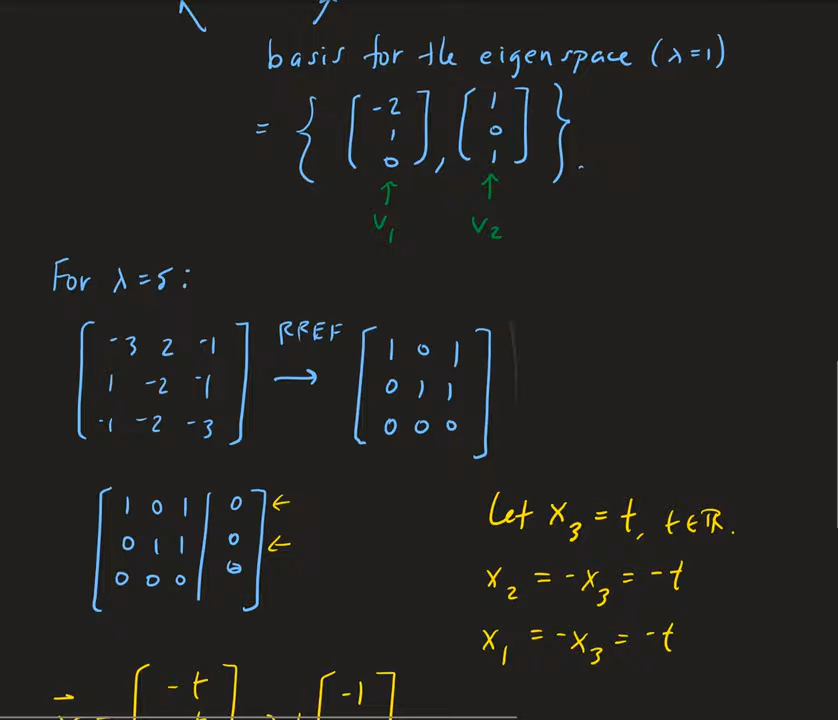 basis for the eigenspace (λ=1)
= { [ -2 1 0 ], [ 1 0 1 ] }.
↑ ↑
v₁ v₂
For λ=5:
[ -3 2 -1 ] RREF [ 1 0 1 ]
[ 1 -2 -1 ] → [ 0 1 1 ]
[ -1 -2 -3 ] [ 0 0 0 ]
[ 1 0 1 | 0 ] ←
[ 0 1 1 | 0 ] ←
[ 0 0 0 | 0 ]
Let x₃ = t, t∈ℝ.
x₂ = -x₃ = -t
x₁ = -x₃ = -t
[ -t ] [ -1 ]